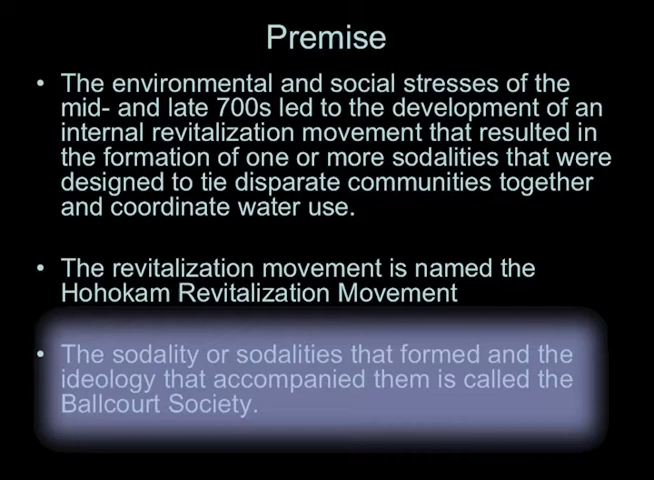 Premise
• The environmental and social stresses of the
mid- and late 700s led to the development of an
internal revitalization movement that resulted in
the formation of one or more sodalities that were
designed to tie disparate communities together
and coordinate water use.
• The revitalization movement is named the
Hohokam Revitalization Movement
• The sodality or sodalities that formed and the
ideology that accompanied them is called the
Ballcourt Society.